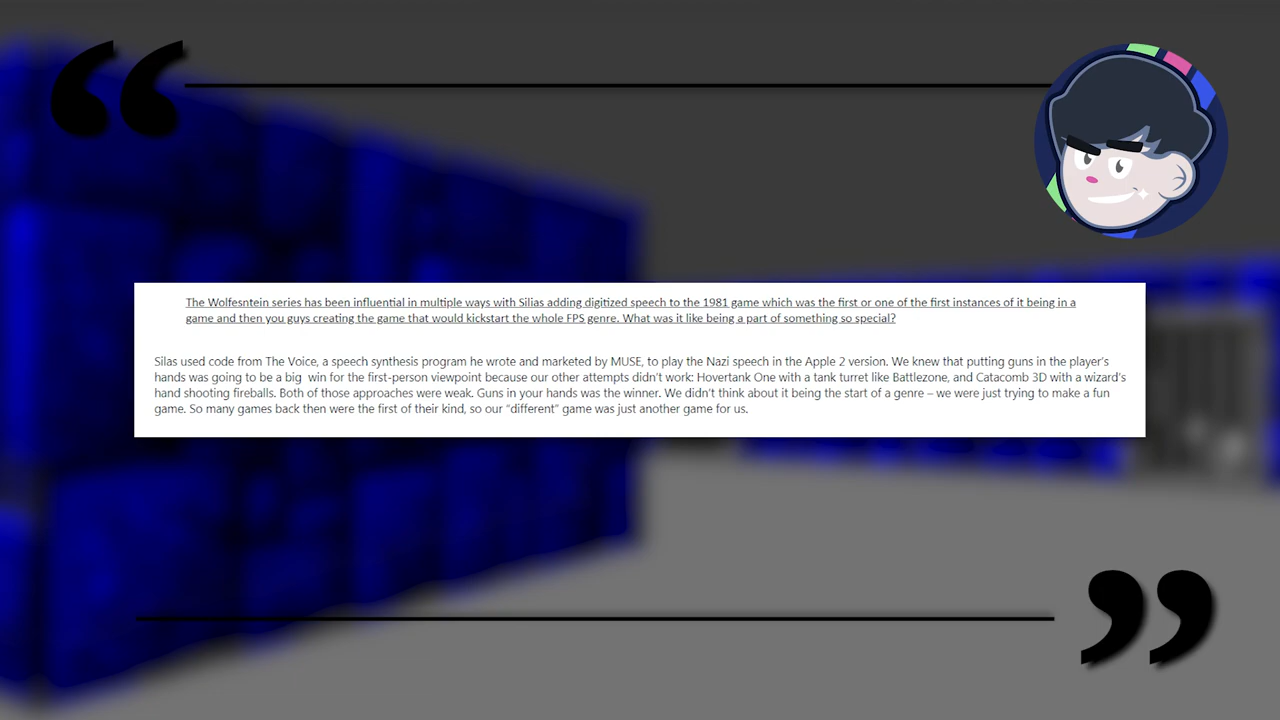 “
The Wolfesntein series has been influential in multiple ways with Silias adding digitized speech to the 1981 game which was the first or one of the first instances of it being in a
game and then you guys creating the game that would kickstart the whole FPS genre. What was it like being a part of something so special?
Silas used code from The Voice, a speech synthesis program he wrote and marketed by MUSE, to play the Nazi speech in the Apple 2 version. We knew that putting guns in the player’s
hands was going to be a big  win for the first-person viewpoint because our other attempts didn’t work: Hovertank One with a tank turret like Battlezone, and Catacomb 3D with a wizard’s
hand shooting fireballs. Both of those approaches were weak. Guns in your hands was the winner. We didn’t think about it being the start of a genre – we were just trying to make a fun
game. So many games back then were the first of their kind, so our “different” game was just another game for us.
”